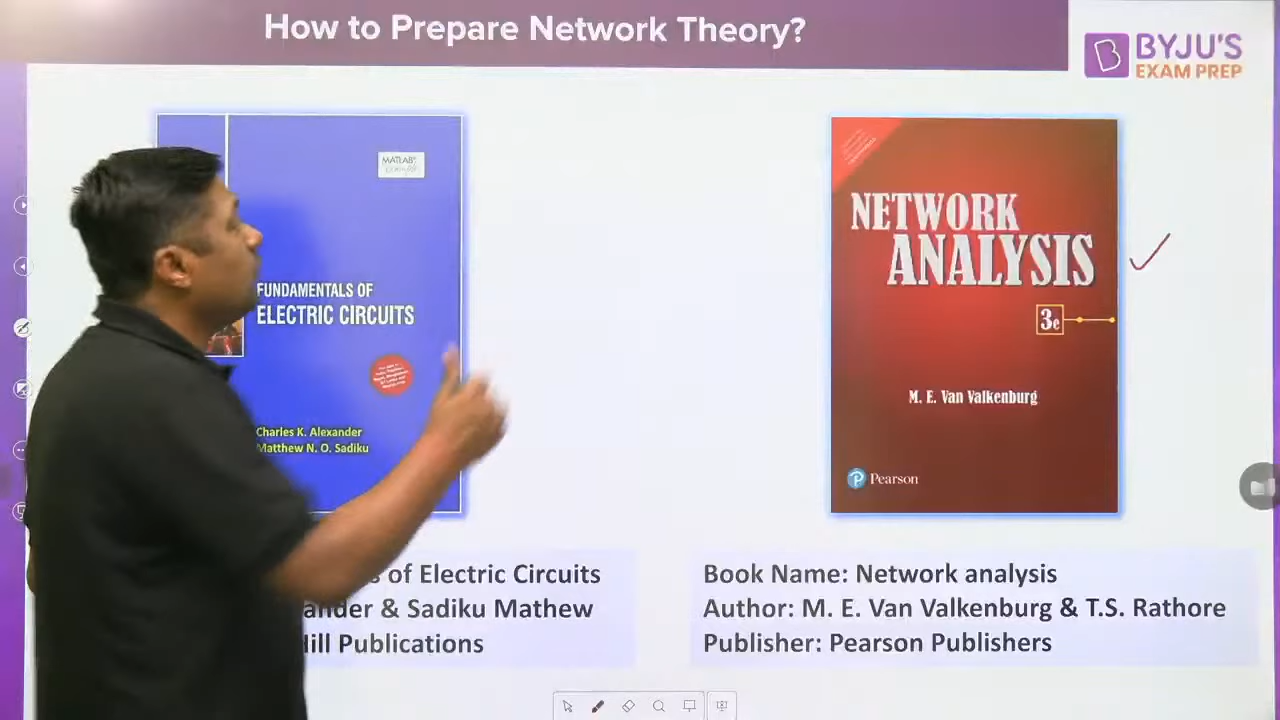 How to Prepare Network Theory?
BYJU'S
EXAM PREP
MATLAB
FUNDAMENTALS OF
ELECTRIC CIRCUITS
Charles K. Alexander
Matthew N. O. Sadiku
NETWORK
ANALYSIS
3e
M. E. Van Valkenburg
Pearson
of Electric Circuits
ander & Sadiku Mathew
Hill Publications
Book Name: Network analysis
Author: M. E. Van Valkenburg & T.S. Rathore
Publisher: Pearson Publishers